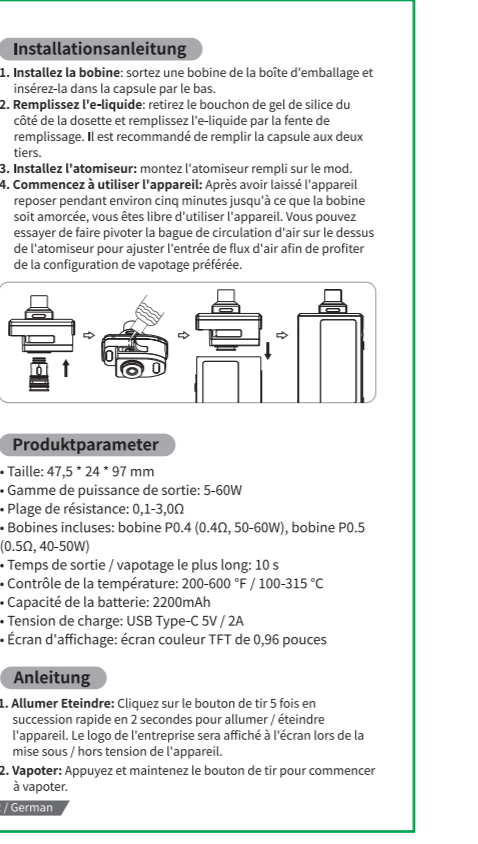 Installationsanleitung
1. Installez la bobine: sortez une bobine de la boîte d'emballage et
insérez-la dans la capsule par le bas.
2. Remplissez l'e-liquide: retirez le bouchon de gel de silice du
côté de la dosette et remplissez l'e-liquide par la fente de
remplissage. Il est recommandé de remplir la capsule aux deux
tiers.
3. Installez l'atomiseur: montez l'atomiseur rempli sur le mod.
4. Commencez à utiliser l'appareil: Après avoir laissé l'appareil
reposer pendant environ cinq minutes jusqu'à ce que la bobine
soit amorcée, vous êtes libre d'utiliser l'appareil. Vous pouvez
essayer de faire pivoter la bague de circulation d'air sur le dessus
de l'atomiseur pour ajuster l'entrée de flux d'air afin de profiter
de la configuration de vapotage préférée.
Produktparameter
• Taille: 47,5 * 24 * 97 mm
• Gamme de puissance de sortie: 5-60W
• Plage de résistance: 0,1-3,0Ω
• Bobines incluses: bobine P0.4 (0.4Ω, 50-60W), bobine P0.5
(0.5Ω, 40-50W)
• Temps de sortie / vapotage le plus long: 10 s
• Contrôle de la température: 200-600 °F / 100-315 °C
• Capacité de la batterie: 2200mAh
• Tension de charge: USB Type-C 5V / 2A
• Écran d'affichage: écran couleur TFT de 0,96 pouces
Anleitung
1. Allumer Eteindre: Cliquez sur le bouton de tir 5 fois en
succession rapide en 2 secondes pour allumer / éteindre
l'appareil. Le logo de l'entreprise sera affiché à l'écran lors de la
mise sous / hors tension de l'appareil.
2. Vapoter: Appuyez et maintenez le bouton de tir pour commencer
à vapoter.
/ German